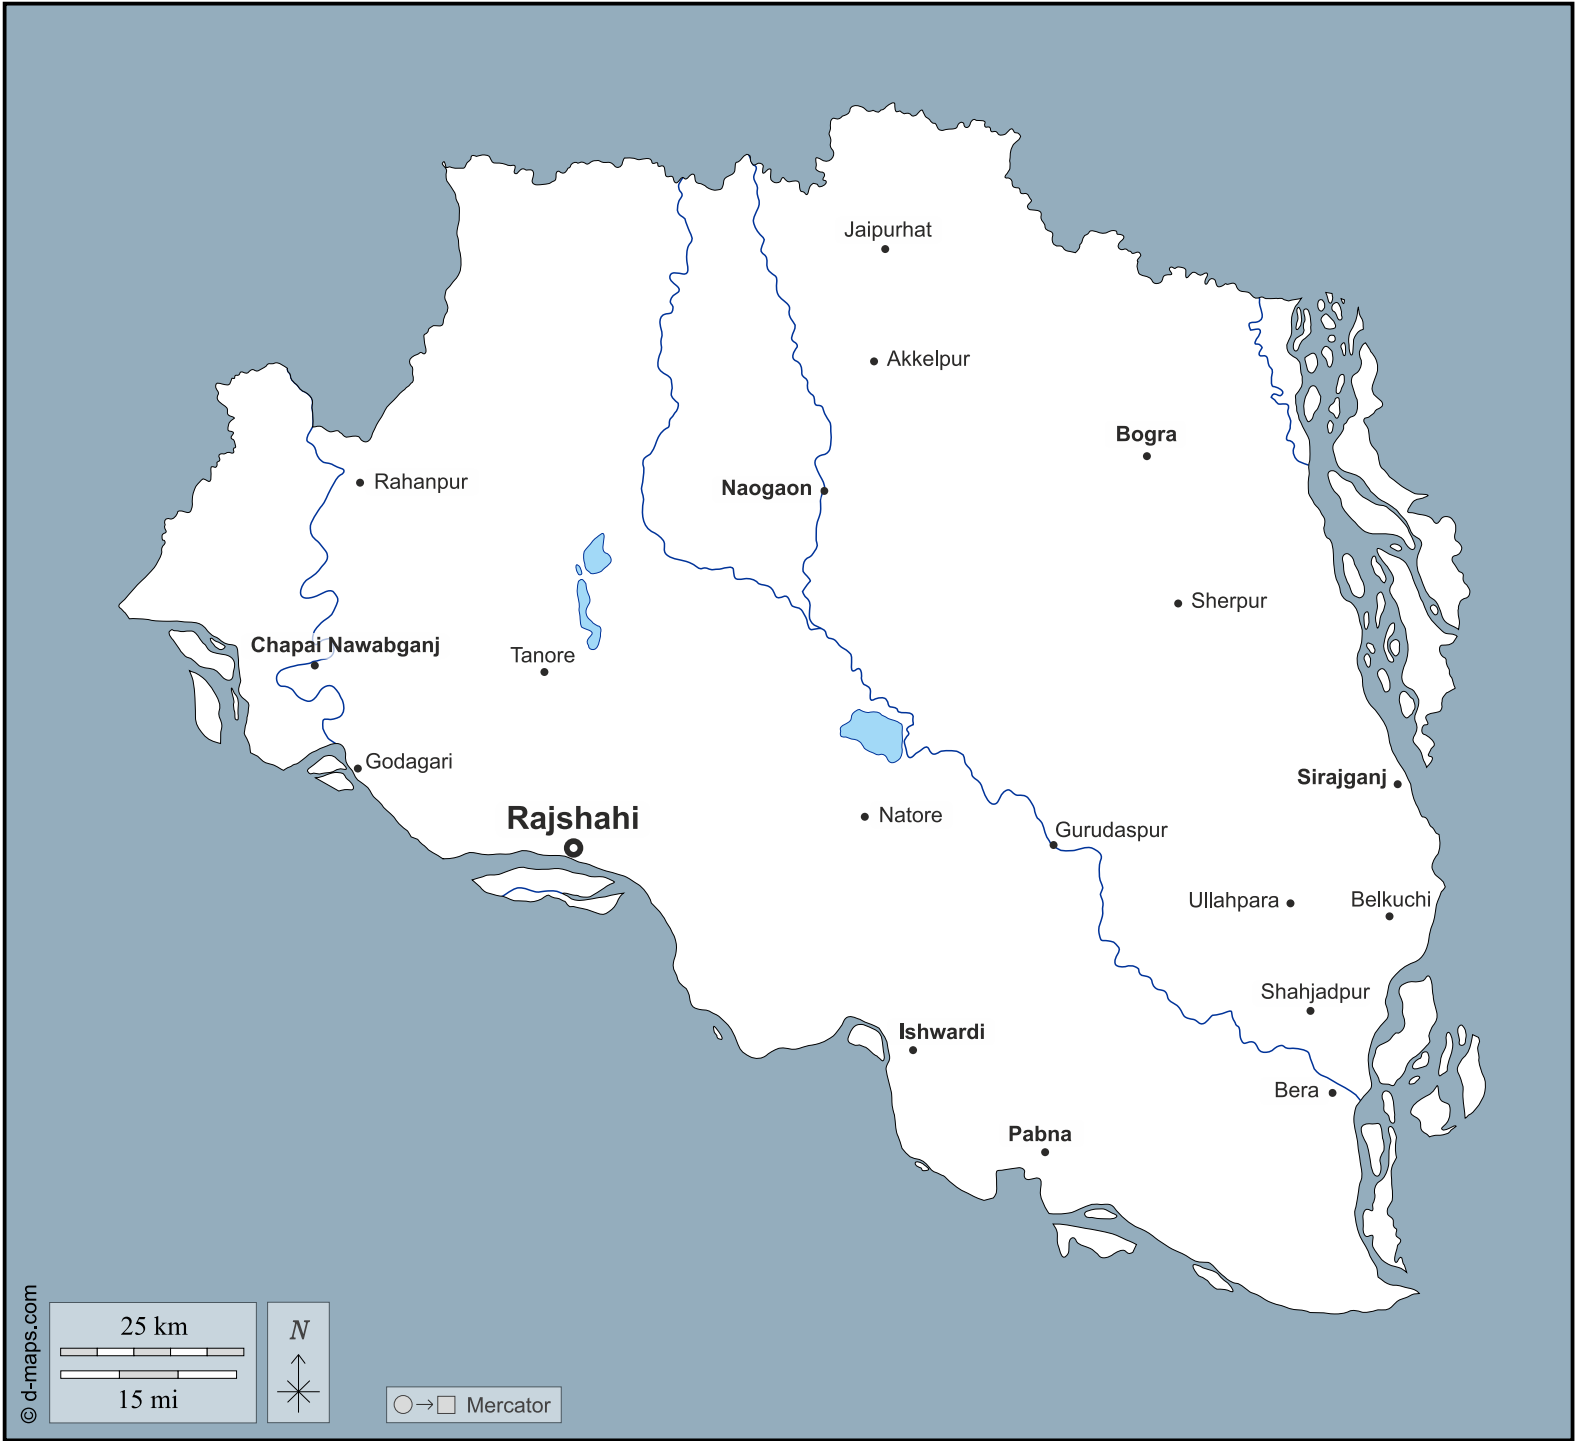 Jaipurhat
Akkelpur
Bogra
Rahanpur
Naogaon
Sherpur
Chapai Nawabganj
Tanore
Godagari
Sirajganj
Rajshahi
Natore
Gurudaspur
Ullahpara
Belkuchi
Shahjadpur
Ishwardi
Bera
Pabna
© d-maps.com
25 km
15 mi
N
Mercator